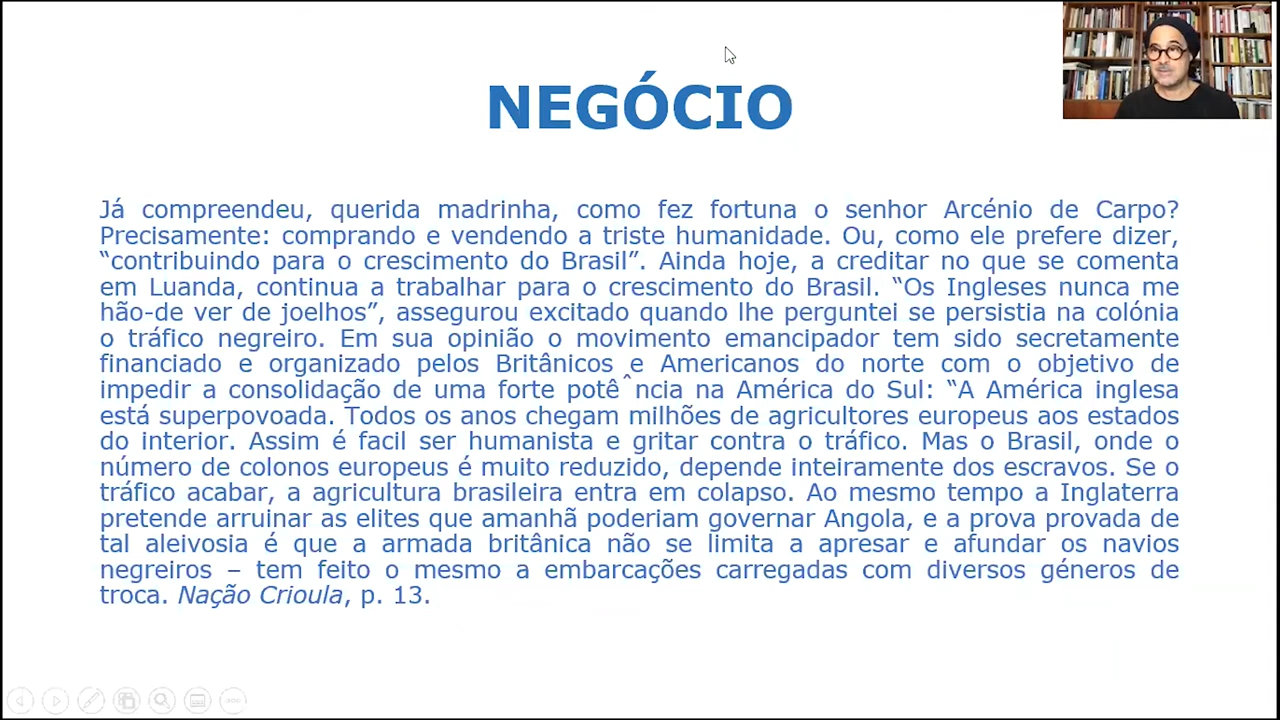 NEGÓCIO
Já compreendeu, querida madrinha, como fez fortuna o senhor Arcénio de Carpo?
Precisamente: comprando e vendendo a triste humanidade. Ou, como ele prefere dizer,
“contribuindo para o crescimento do Brasil”. Ainda hoje, a creditar no que se comenta
em Luanda, continua a trabalhar para o crescimento do Brasil. “Os Ingleses nunca me
hão-de ver de joelhos”, assegurou excitado quando lhe perguntei se persistia na colónia
o tráfico negreiro. Em sua opinião o movimento emancipador tem sido secretamente
financiado e organizado pelos Britânicos e Americanos do norte com o objetivo de
impedir a consolidação de uma forte potêˆncia na América do Sul: “A América inglesa
está superpovoada. Todos os anos chegam milhões de agricultores europeus aos estados
do interior. Assim é facil ser humanista e gritar contra o tráfico. Mas o Brasil, onde o
número de colonos europeus é muito reduzido, depende inteiramente dos escravos. Se o
tráfico acabar, a agricultura brasileira entra em colapso. Ao mesmo tempo a Inglaterra
pretende arruinar as elites que amanhã poderiam governar Angola, e a prova provada de
tal aleivosia é que a armada britânica não se limita a apresar e afundar os navios
negreiros – tem feito o mesmo a embarcações carregadas com diversos géneros de
troca. Nação Crioula, p. 13.